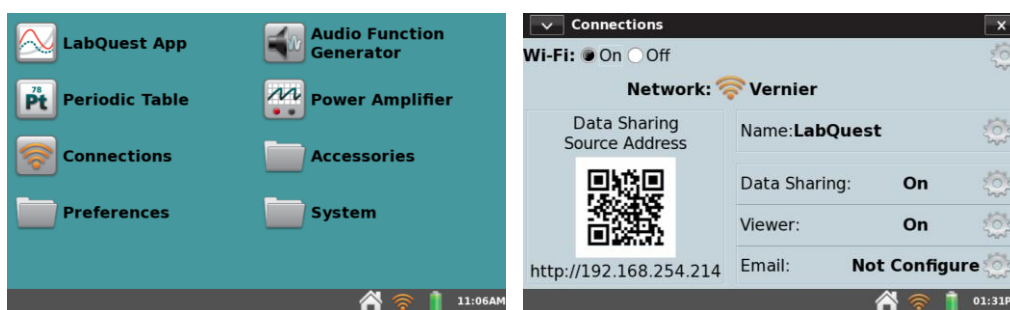 LabQuest App
Audio Function
Generator
78
Pt
Periodic Table
Power Amplifier
Connections
Accessories
Preferences
System
11:06AM
Connections
x
Wi-Fi: On Off
Network: Vernier
Data Sharing
Source Address
http://192.168.254.214
Name:LabQuest
Data Sharing: On
Viewer: On
Email: Not Configure
01:31P